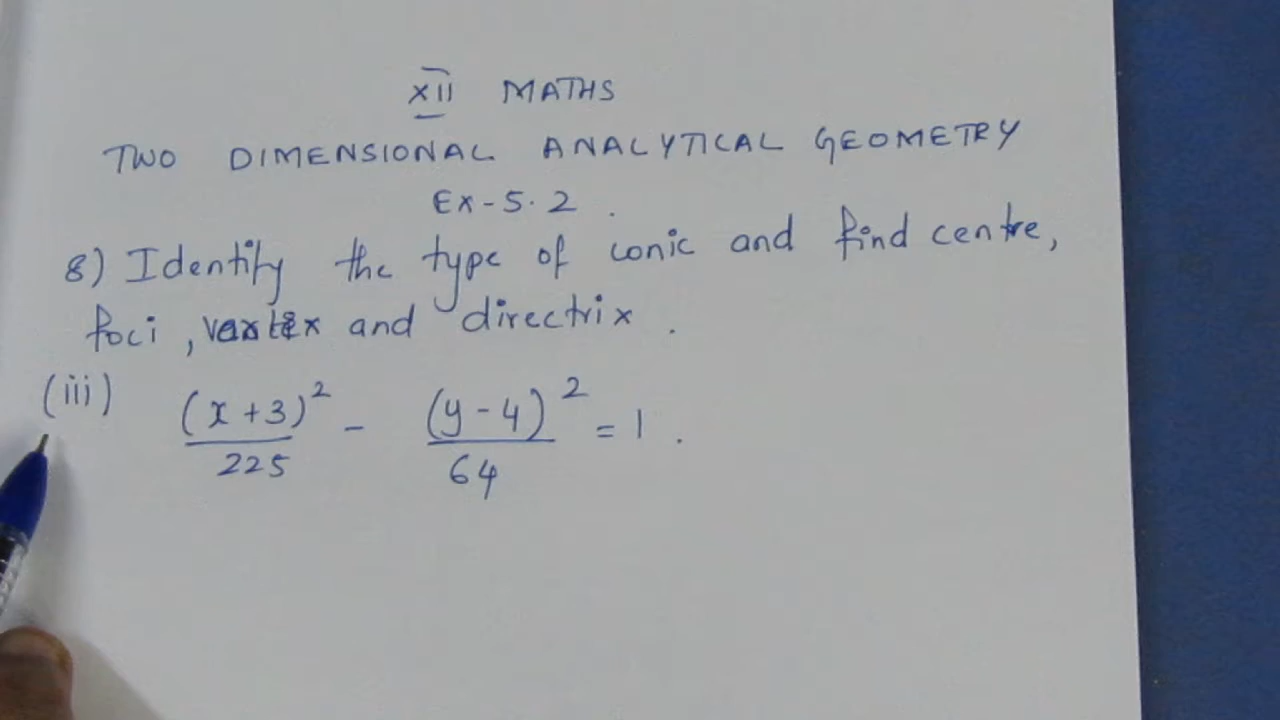 XII MATHS
TWO DIMENSIONAL ANALYTICAL GEOMETRY
EX-5.2.
8) Identify the type of conic and find centre,
foci, vertex and directrix.
(iii) (x+3)²/225 - (y-4)²/64 = 1.